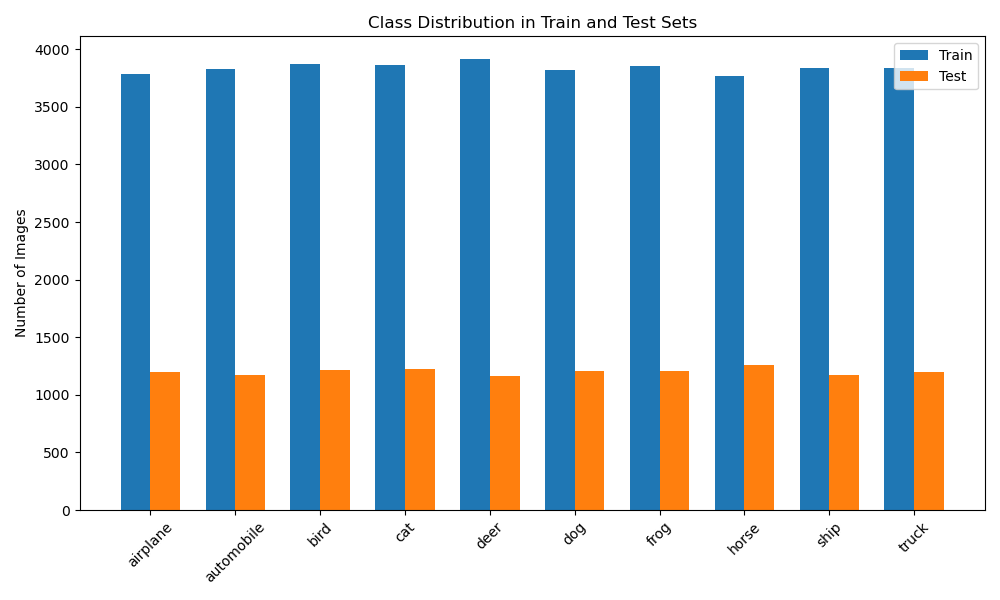 Class Distribution in Train and Test Sets
Train
Test
Number of Images
4000
3500
3000
2500
2000
1500
1000
500
0
airplane
automobile
bird
cat
deer
dog
frog
horse
ship
truck